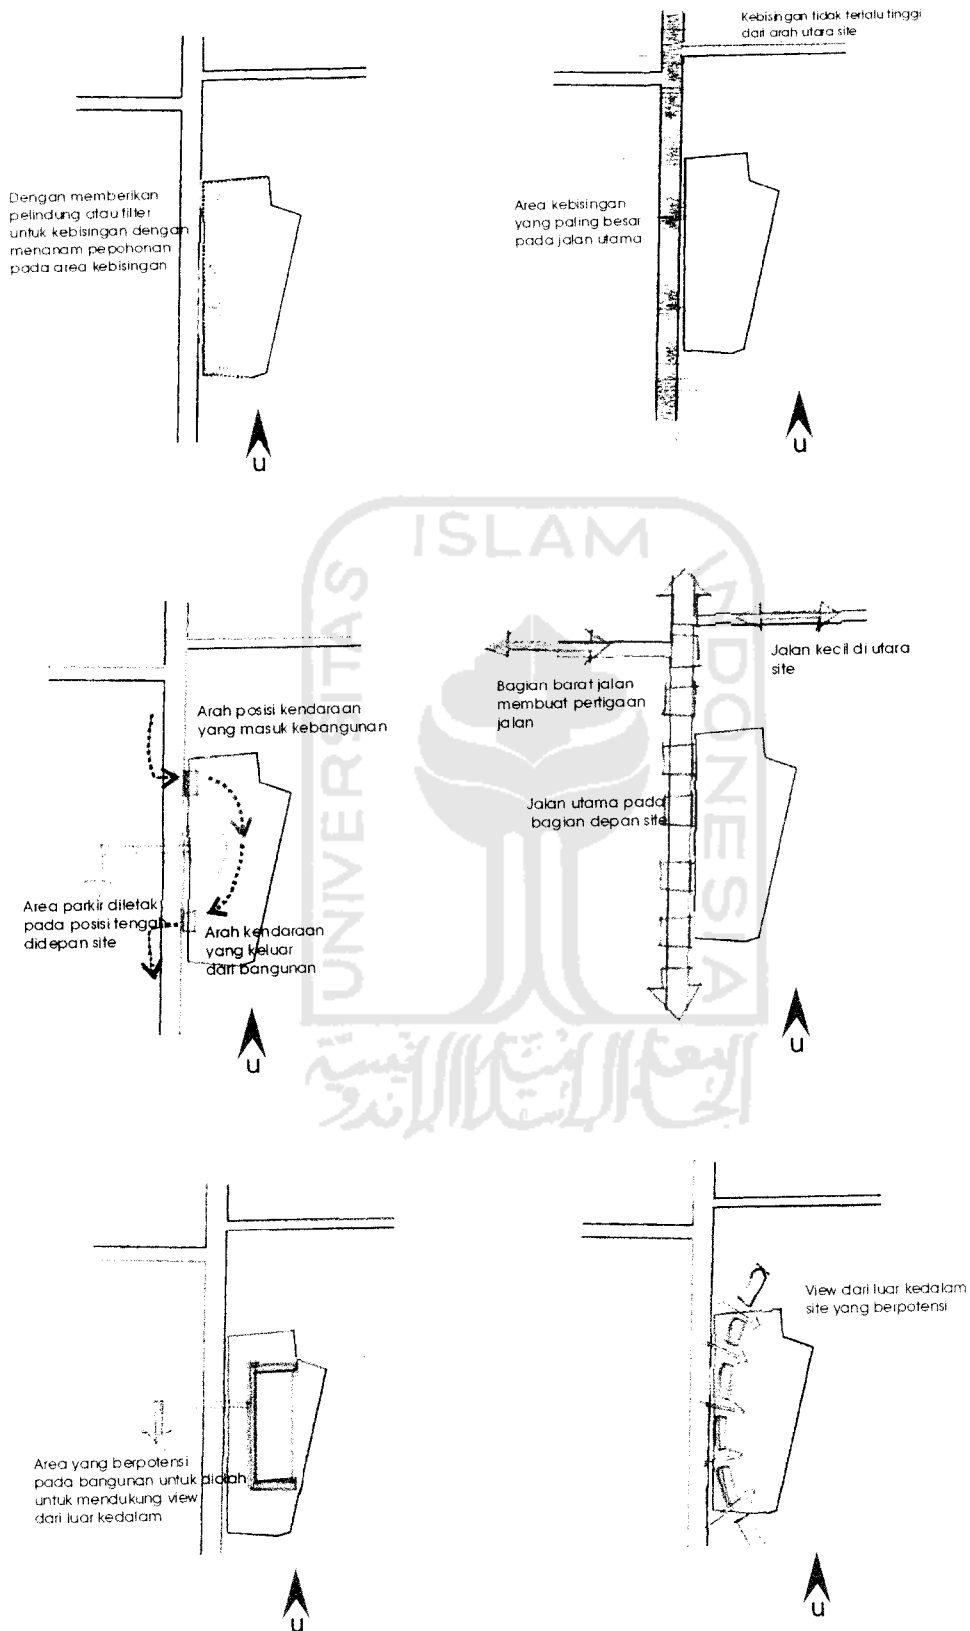 Kebisingan tidak terlalu tinggi
dari arah utara site
Dengan memberikan
pelindung atau filter
untuk kebisingan dengan
menanam pepohonan
pada area kebisingan
Area kebisingan
yang paling besar
pada jalan utama
u
u
UNIVERSITAS
ISLAM
INDONESIA
Arah posisi kendaraan
yang masuk kebangunan
Area parkir diletak
pada posisi tengah
didepan site
Arah kendaraan
yang keluar
dari bangunan
u
Jalan kecil di utara
site
Bagian barat jalan
membuat pertigaan
jalan
Jalan utama pada
bagian depan site
u
Area yang berpotensi
pada bangunan untuk diolah
untuk mendukung view
dari luar kedalam
u
View dari luar kedalam
site yang berpotensi
u